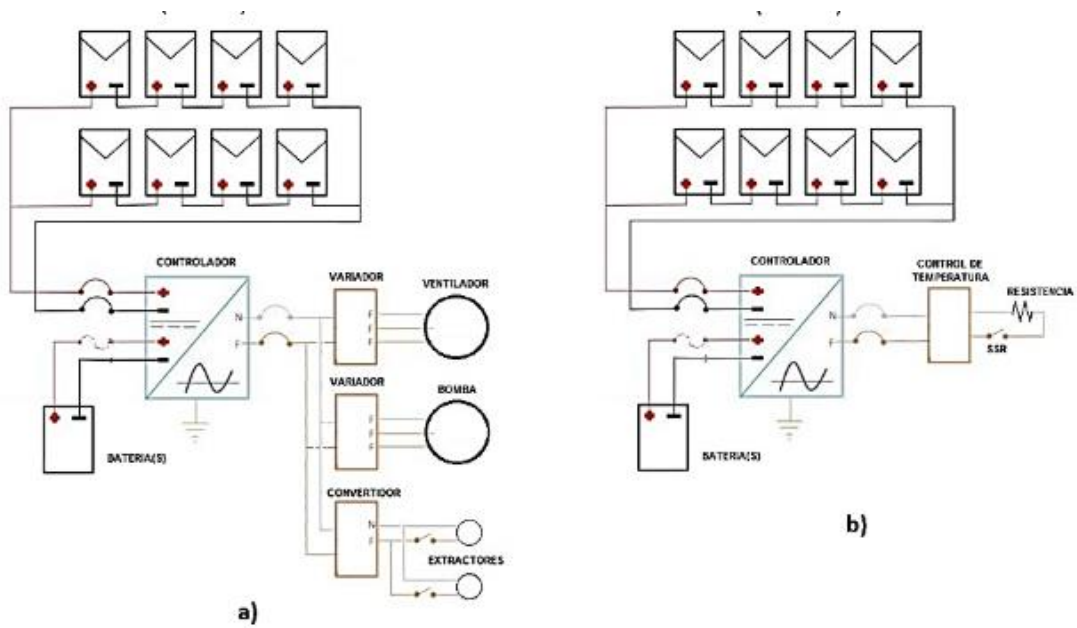 CONTROLADOR
VARIADOR
VENTILADOR
N
F
F
F
F
VARIADOR
BOMBA
F
F
F
BATERIA(S)
CONVERTIDOR
N
F
EXTRACTORES
a)
CONTROLADOR
CONTROL DE
TEMPERATURA
RESISTENCIA
N
F
SSR
BATERIA(S)
b)